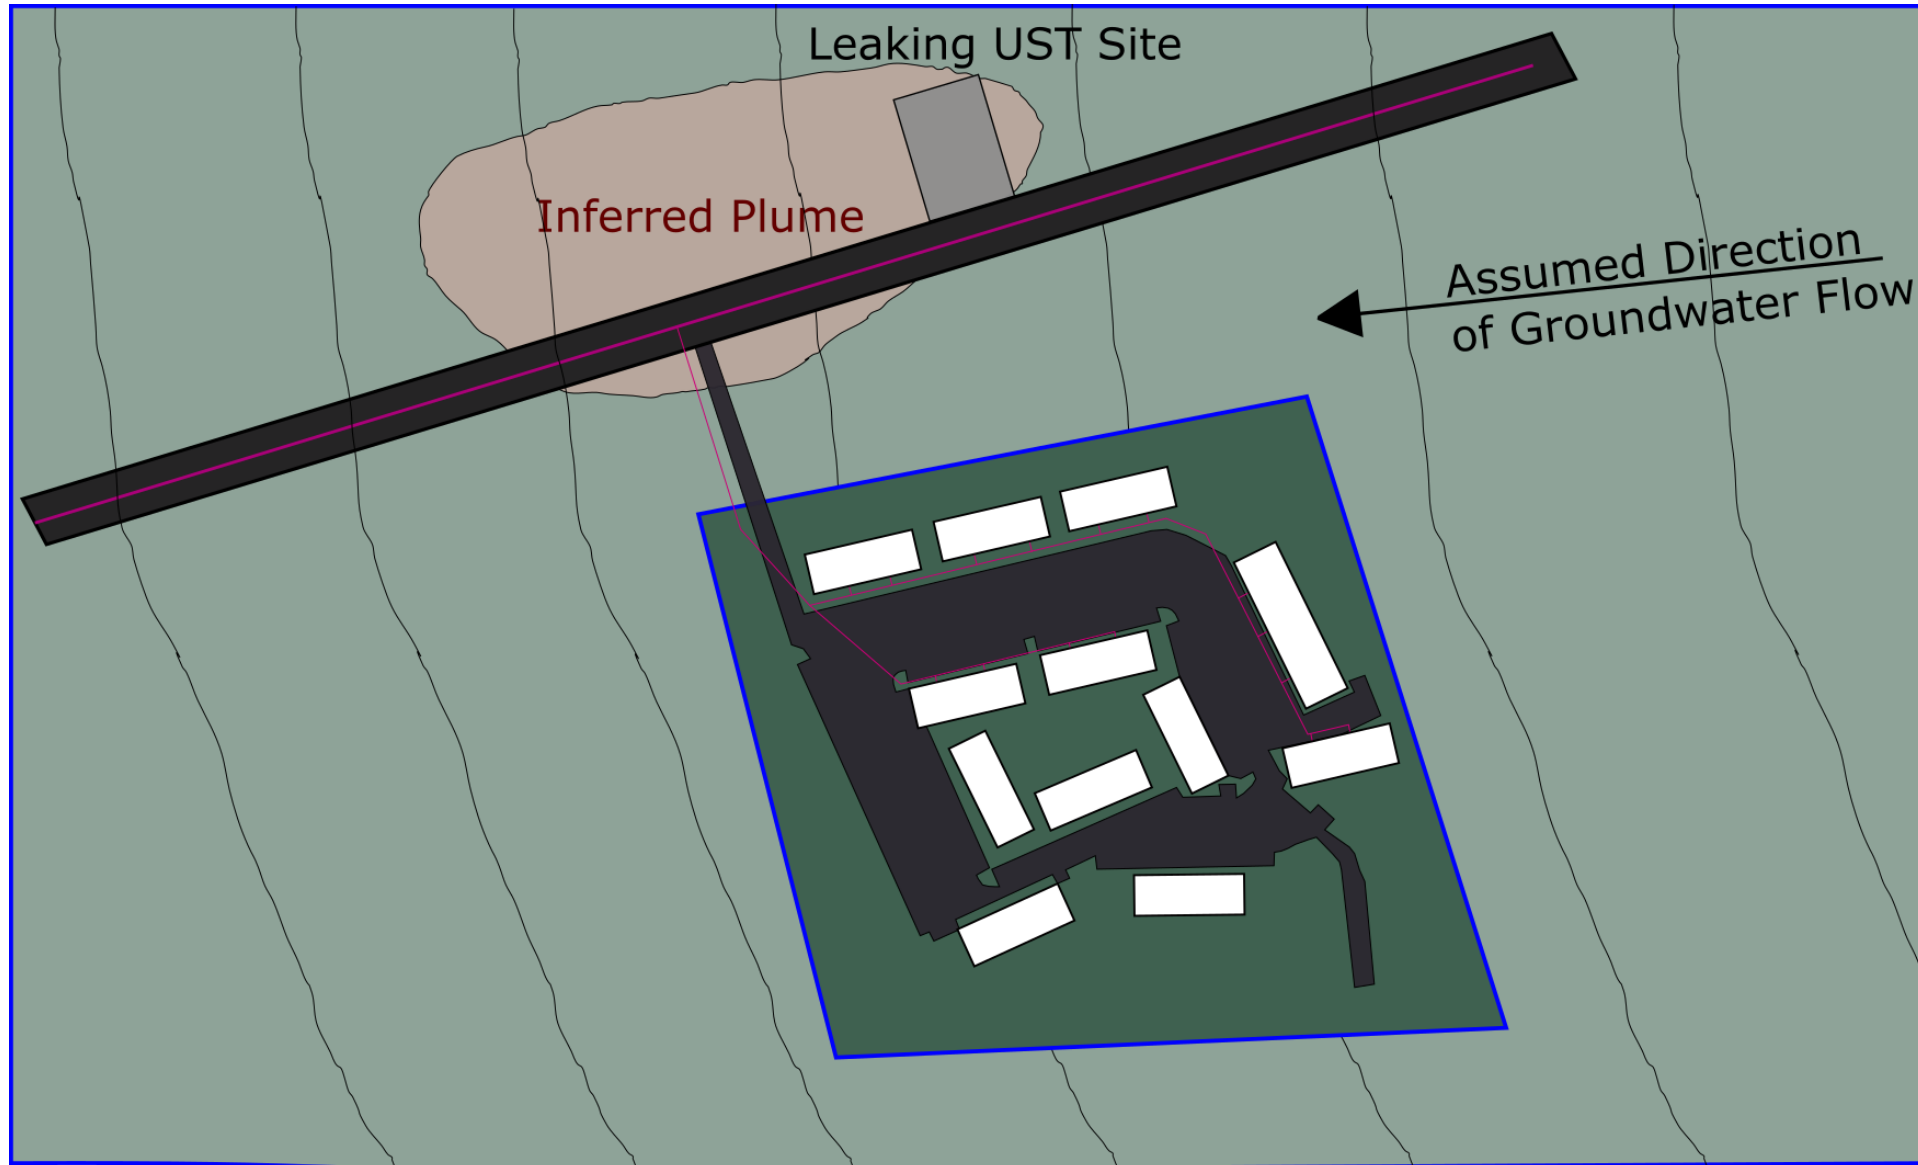 Leaking UST Site
Inferred Plume
Assumed Direction
of Groundwater Flow